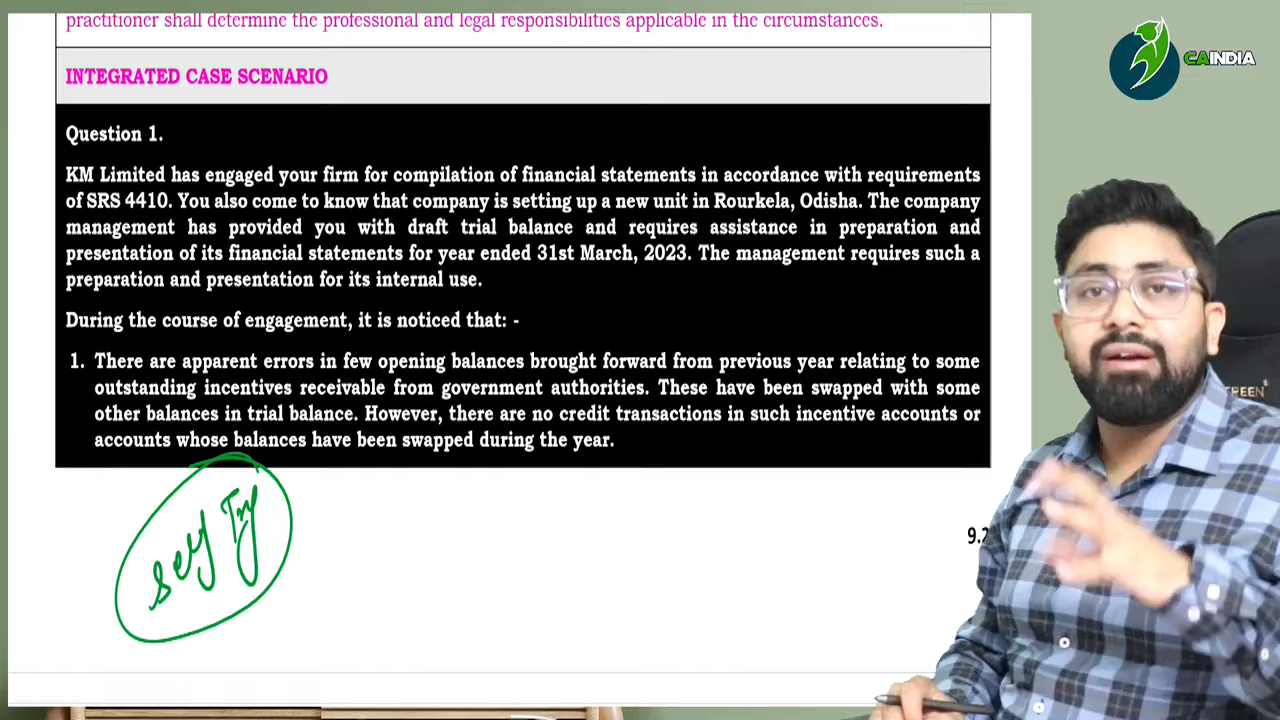 practitioner shall determine the professional and legal responsibilities applicable in the circumstances.
INTEGRATED CASE SCENARIO
CAINDIA
Question 1.
KM Limited has engaged your firm for compilation of financial statements in accordance with requirements
of SRS 4410. You also come to know that company is setting up a new unit in Rourkela, Odisha. The company
management has provided you with draft trial balance and requires assistance in preparation and
presentation of its financial statements for year ended 31st March, 2023. The management requires such a
preparation and presentation for its internal use.
During the course of engagement, it is noticed that: -
1. There are apparent errors in few opening balances brought forward from previous year relating to some
outstanding incentives receivable from government authorities. These have been swapped with some
other balances in trial balance. However, there are no credit transactions in such incentive accounts or
accounts whose balances have been swapped during the year.
self Try